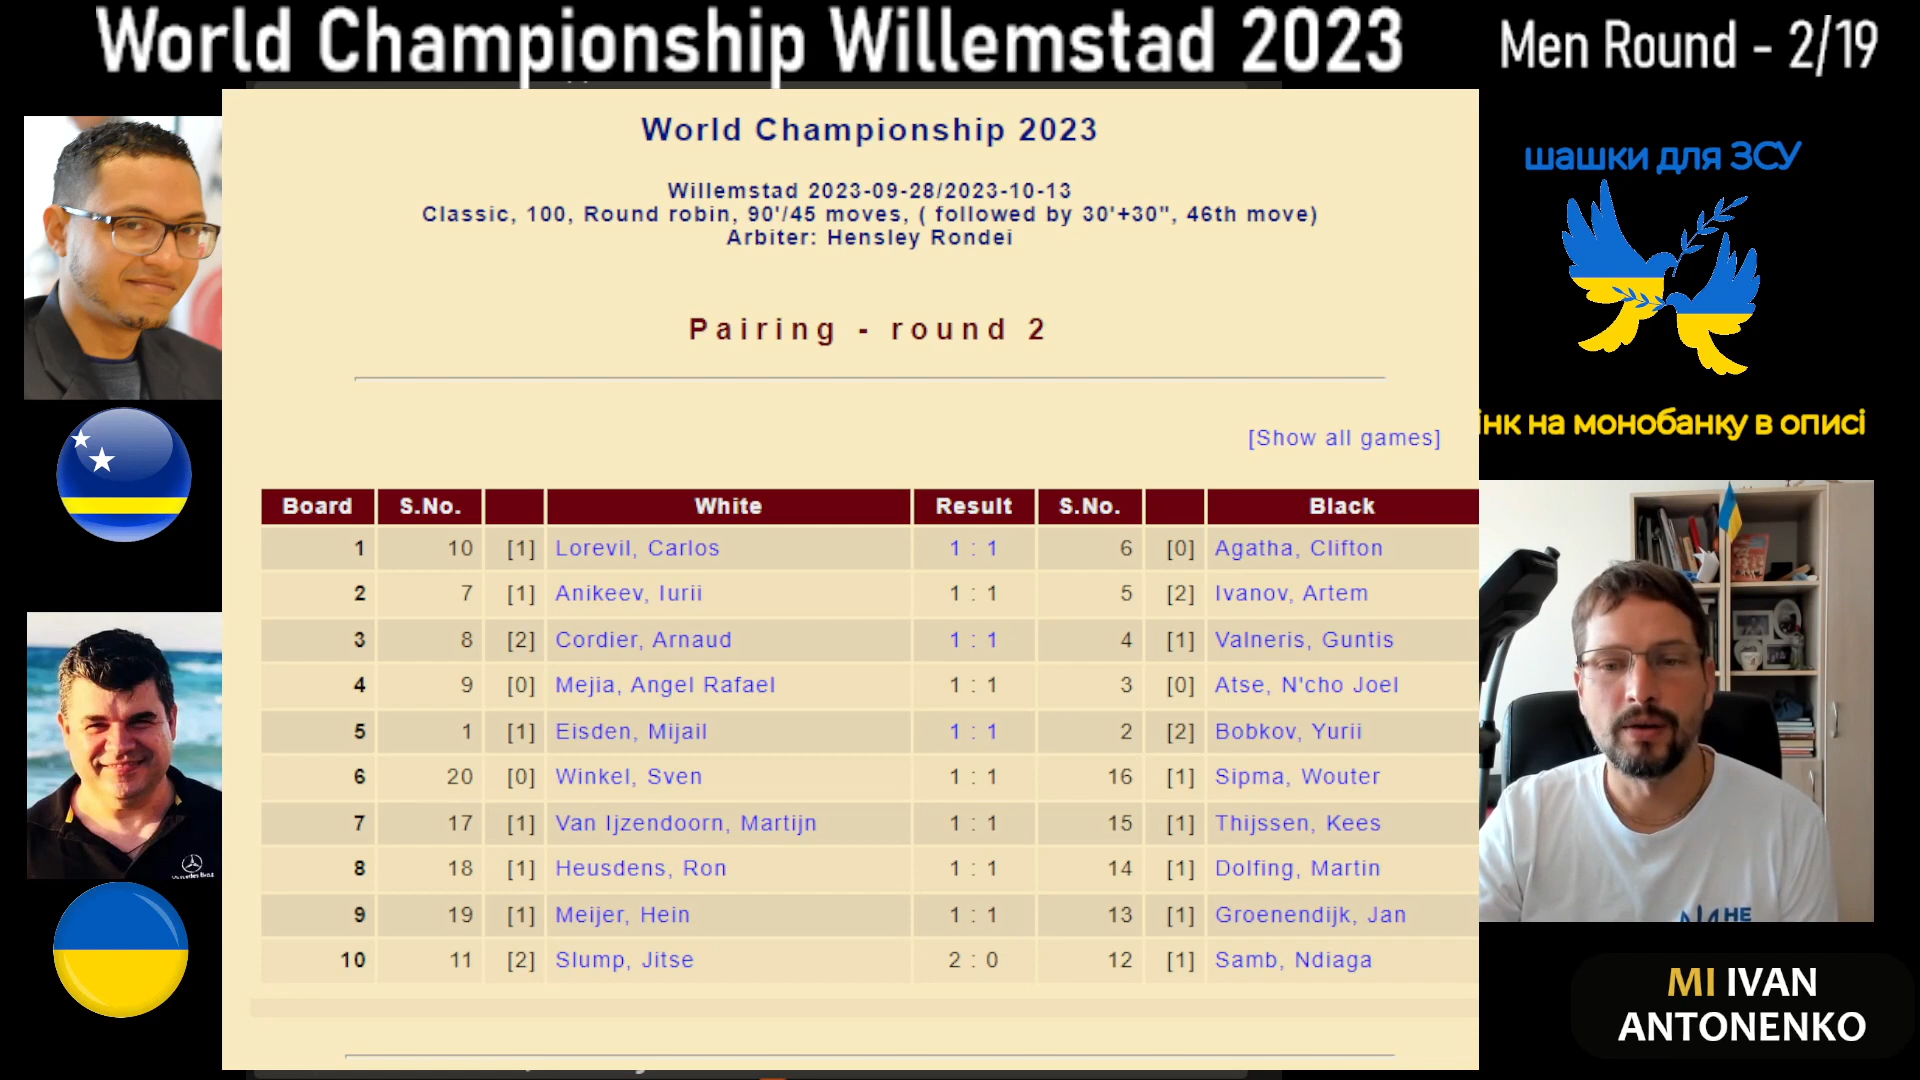 World Championship Willemstad 2023
Men Round - 2/19
World Championship 2023
Willemstad 2023-09-28/2023-10-13
Classic, 100, Round robin, 90'/45 moves, ( followed by 30'+30", 46th move)
Arbiter: Hensley Rondei
Pairing - round 2
[Show all games]
Board S.No. White Result S.No. Black
1 10 [1] Lorevil, Carlos 1 : 1 6 [0] Agatha, Clifton
2 7 [1] Anikeev, Iurii 1 : 1 5 [2] Ivanov, Artem
3 8 [2] Cordier, Arnaud 1 : 1 4 [1] Valneris, Guntis
4 9 [0] Mejia, Angel Rafael 1 : 1 3 [0] Atse, N'cho Joel
5 1 [1] Eisden, Mijail 1 : 1 2 [2] Bobkov, Yurii
6 20 [0] Winkel, Sven 1 : 1 16 [1] Sipma, Wouter
7 17 [1] Van Ijzendoorn, Martijn 1 : 1 15 [1] Thijssen, Kees
8 18 [1] Heusdens, Ron 1 : 1 14 [1] Dolfing, Martin
9 19 [1] Meijer, Hein 1 : 1 13 [1] Groenendijk, Jan
10 11 [2] Slump, Jitse 2 : 0 12 [1] Samb, Ndiaga
шашки для ЗСУ
інк на монобанку в описі
НЕ
MI IVAN
ANTONENKO